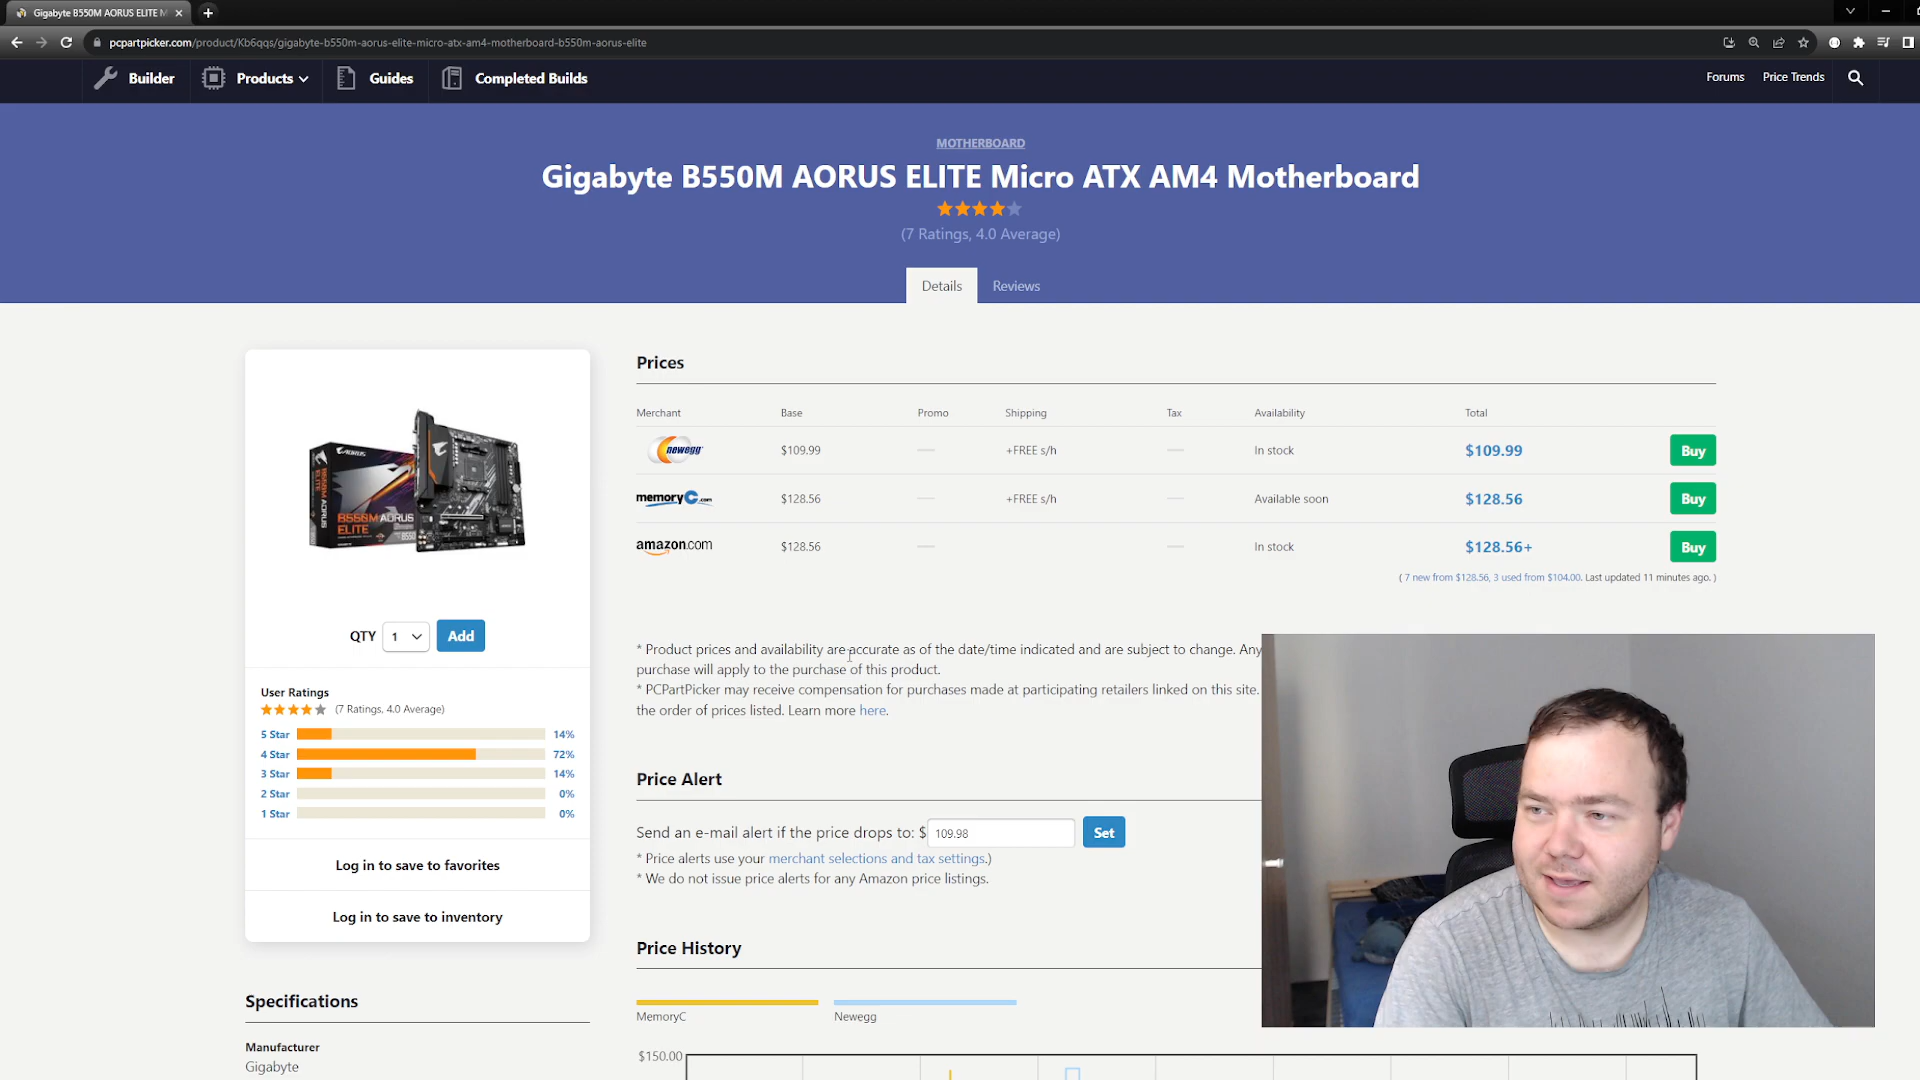 Gigabyte B550M AORUS ELITE M
pcpartpicker.com/product/Kb6qqs/gigabyte-b550m-aorus-elite-micro-atx-am4-motherboard-b550m-aorus-elite
Builder
Products
Guides
Completed Builds
Forums
Price Trends
MOTHERBOARD
Gigabyte B550M AORUS ELITE Micro ATX AM4 Motherboard
(7 Ratings, 4.0 Average)
Details
Reviews
AORUS
B550M AORUS
ELITE
QTY 1 Add
User Ratings
(7 Ratings, 4.0 Average)
5 Star 14%
4 Star 72%
3 Star 14%
2 Star 0%
1 Star 0%
Log in to save to favorites
Log in to save to inventory
Specifications
Manufacturer
Gigabyte
Prices
Merchant Base Promo Shipping Tax Availability Total
newegg $109.99 — +FREE s/h — In stock $109.99 Buy
memoryC.com $128.56 — +FREE s/h — Available soon $128.56 Buy
amazon.com $128.56 — — In stock $128.56+ Buy
( 7 new from $128.56, 3 used from $104.00. Last updated 11 minutes ago. )
* Product prices and availability are accurate as of the date/time indicated and are subject to change. Any
purchase will apply to the purchase of this product.
* PCPartPicker may receive compensation for purchases made at participating retailers linked on this site.
the order of prices listed. Learn more here.
Price Alert
Send an e-mail alert if the price drops to: $ 109.98 Set
* Price alerts use your merchant selections and tax settings.)
* We do not issue price alerts for any Amazon price listings.
Price History
MemoryC
Newegg
$150.00